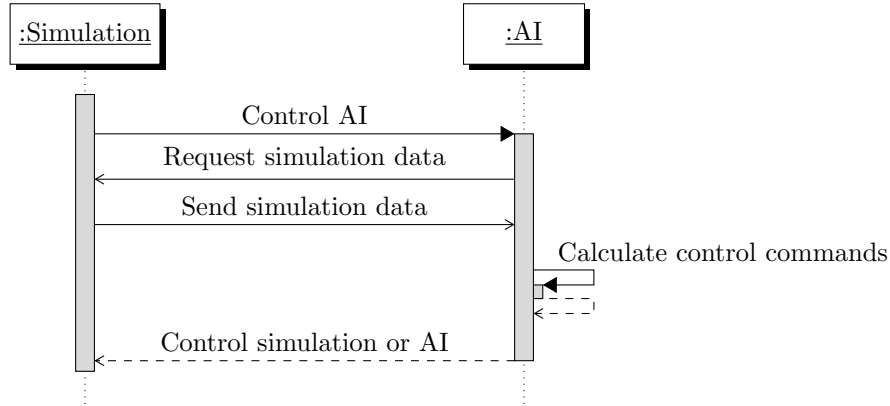 :Simulation
:AI
Control AI
Request simulation data
Send simulation data
Calculate control commands
Control simulation or AI